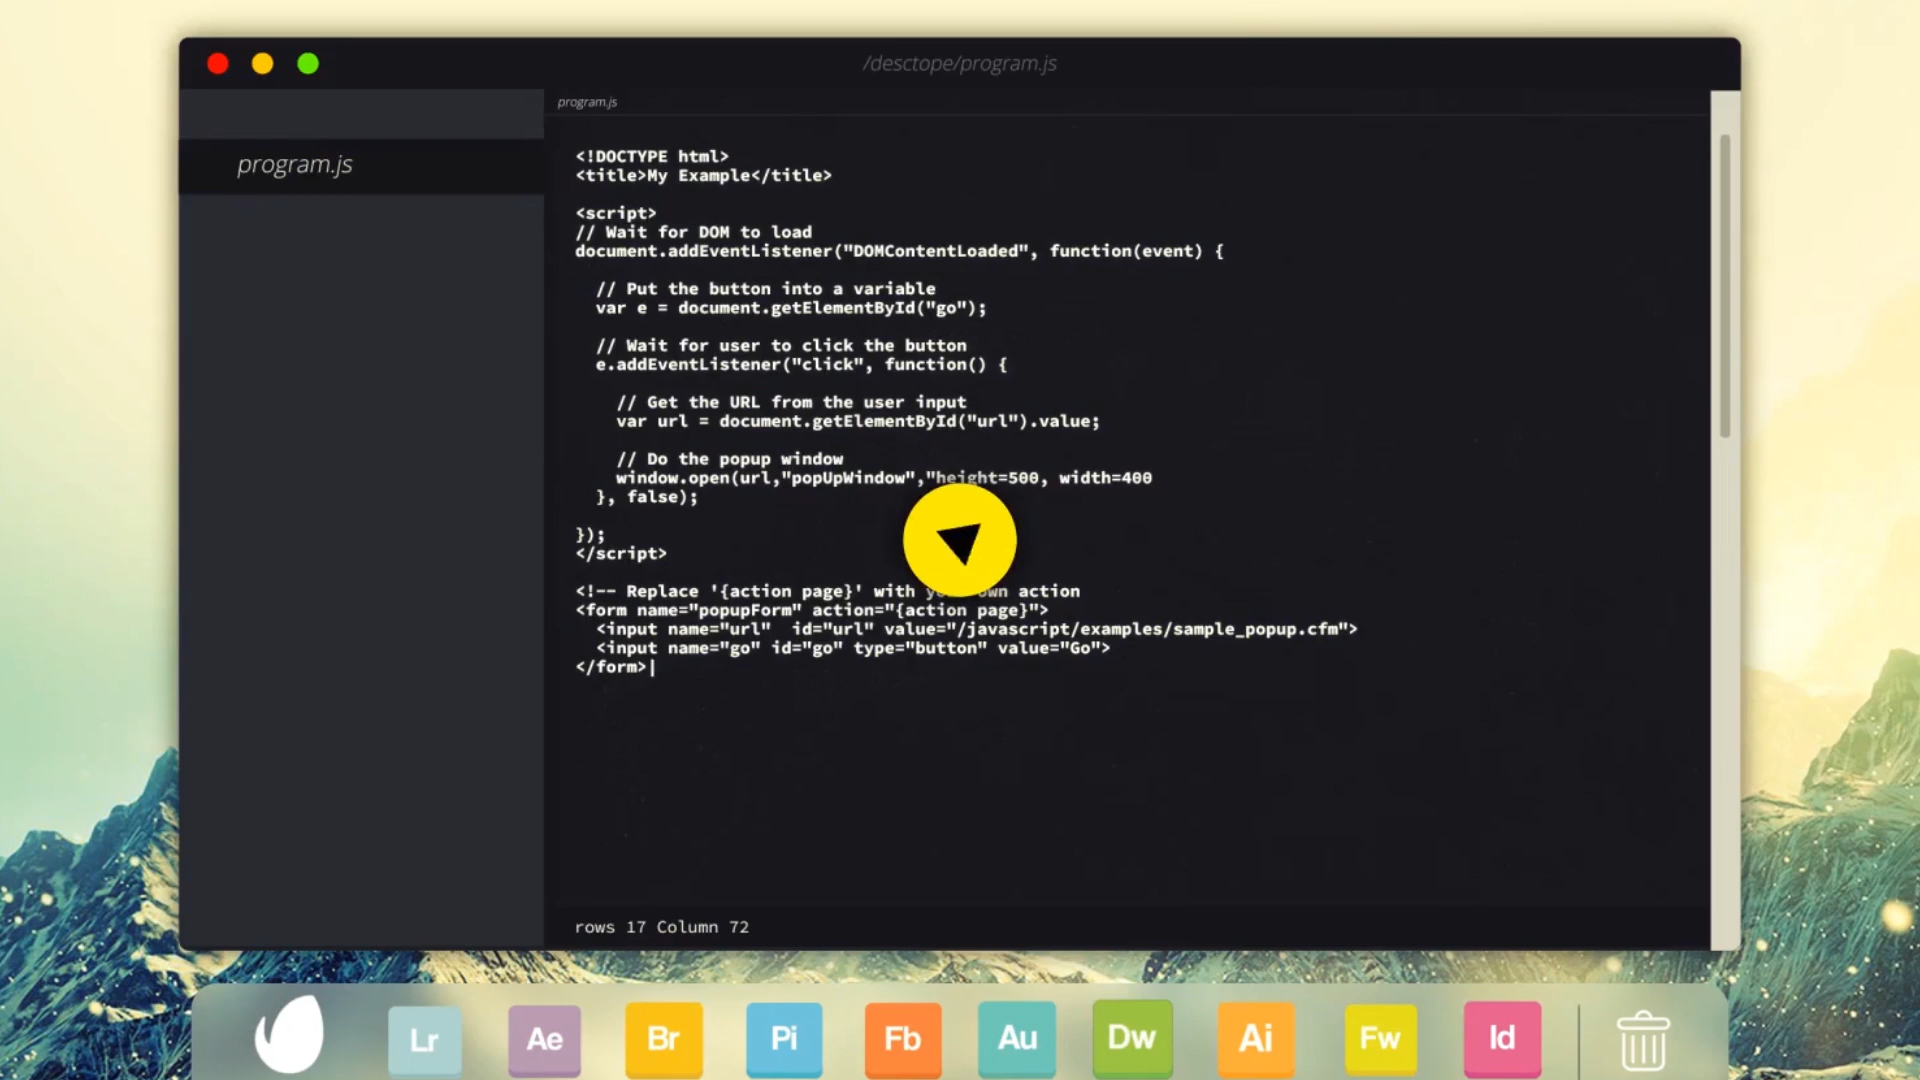 /desctope/program.js
program.js
program.js
<!DOCTYPE html>
<title>My Example</title>
<script>
// Wait for DOM to load
document.addEventListener("DOMContentLoaded", function(event) {
// Put the button into a variable
var e = document.getElementById("go");
// Wait for user to click the button
e.addEventListener("click", function() {
// Get the URL from the user input
var url = document.getElementById("url").value;
// Do the popup window
window.open(url,"popUpWindow","height=500, width=400
}, false);
});
</script>
<!-- Replace '{action page}' with your own action
<form name="popupForm" action="{action page}">
<input name="url"  id="url" value="/javascript/examples/sample_popup.cfm">
<input name="go" id="go" type="button" value="Go">
</form>|
rows 17 Column 72
Lr Ae Br Pi Fb Au Dw Ai Fw Id